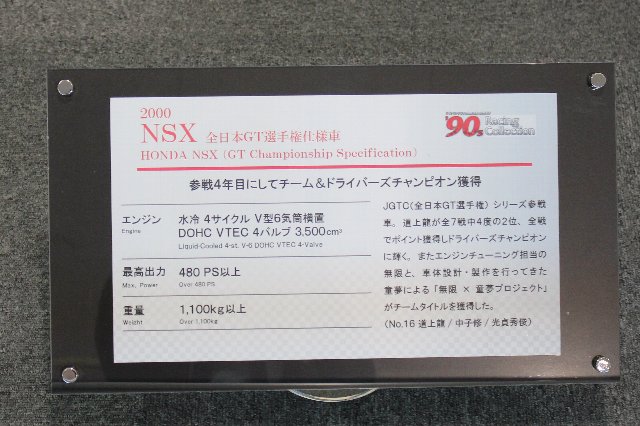 2000
NSX 全日本GT選手権仕様車
HONDA NSX (GT Championship Specification)
'90s Racing Collection
参戦4年目にしてチーム&ドライバーズチャンピオン獲得
エンジン 水冷 4サイクル V型6気筒横置
Engine DOHC VTEC 4バルブ 3,500cm³
Liquid-Cooled 4-st. V-6 DOHC VTEC 4-Valve
最高出力 480 PS以上
Max. Power Over 480 PS
重量 1,100kg以上
Weight Over 1,100kg
JGTC(全日本GT選手権) シリーズ参戦
車。道上龍が全7戦中4度の2位、全戦
でポイント獲得しドライバーズチャンピオン
に輝く。またエンジンチューニング担当の
無限と、車体設計・製作を行ってきた
童夢による「無限 × 童夢プロジェクト」
がチームタイトルを獲得した。
(No.16 道上龍 / 中子修 / 光貞秀俊)